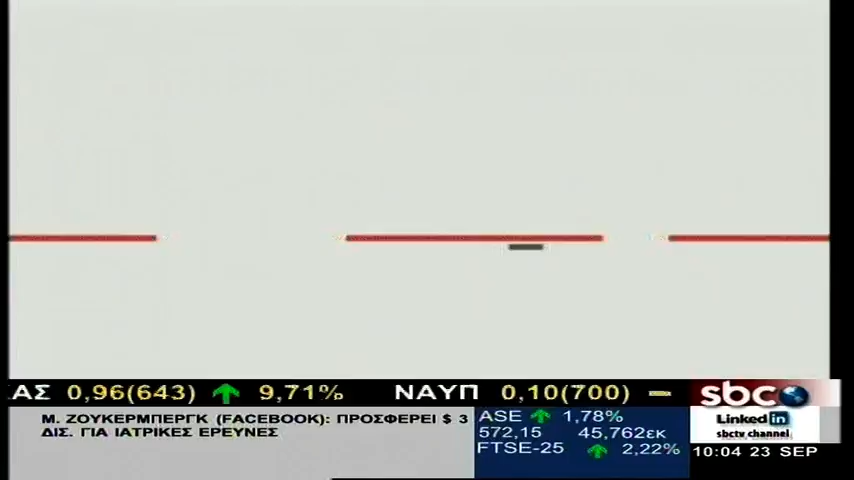 ΑΣ 0,96(643) 9,71% ΝΑΥΠ 0,10(700)
sbc
Μ. ΖΟΥΚΕΡΜΠΕΡΓΚ (FACEBOOK): ΠΡΟΣΦΕΡΕΙ $ 3
ΔΙΣ. ΓΙΑ ΙΑΤΡΙΚΕΣ ΕΡΕΥΝΕΣ
ASE 1,78%
572,15 45,762εκ
FTSE-25 2,22%
Linked in
sbctv channel
10:04 23 SEP